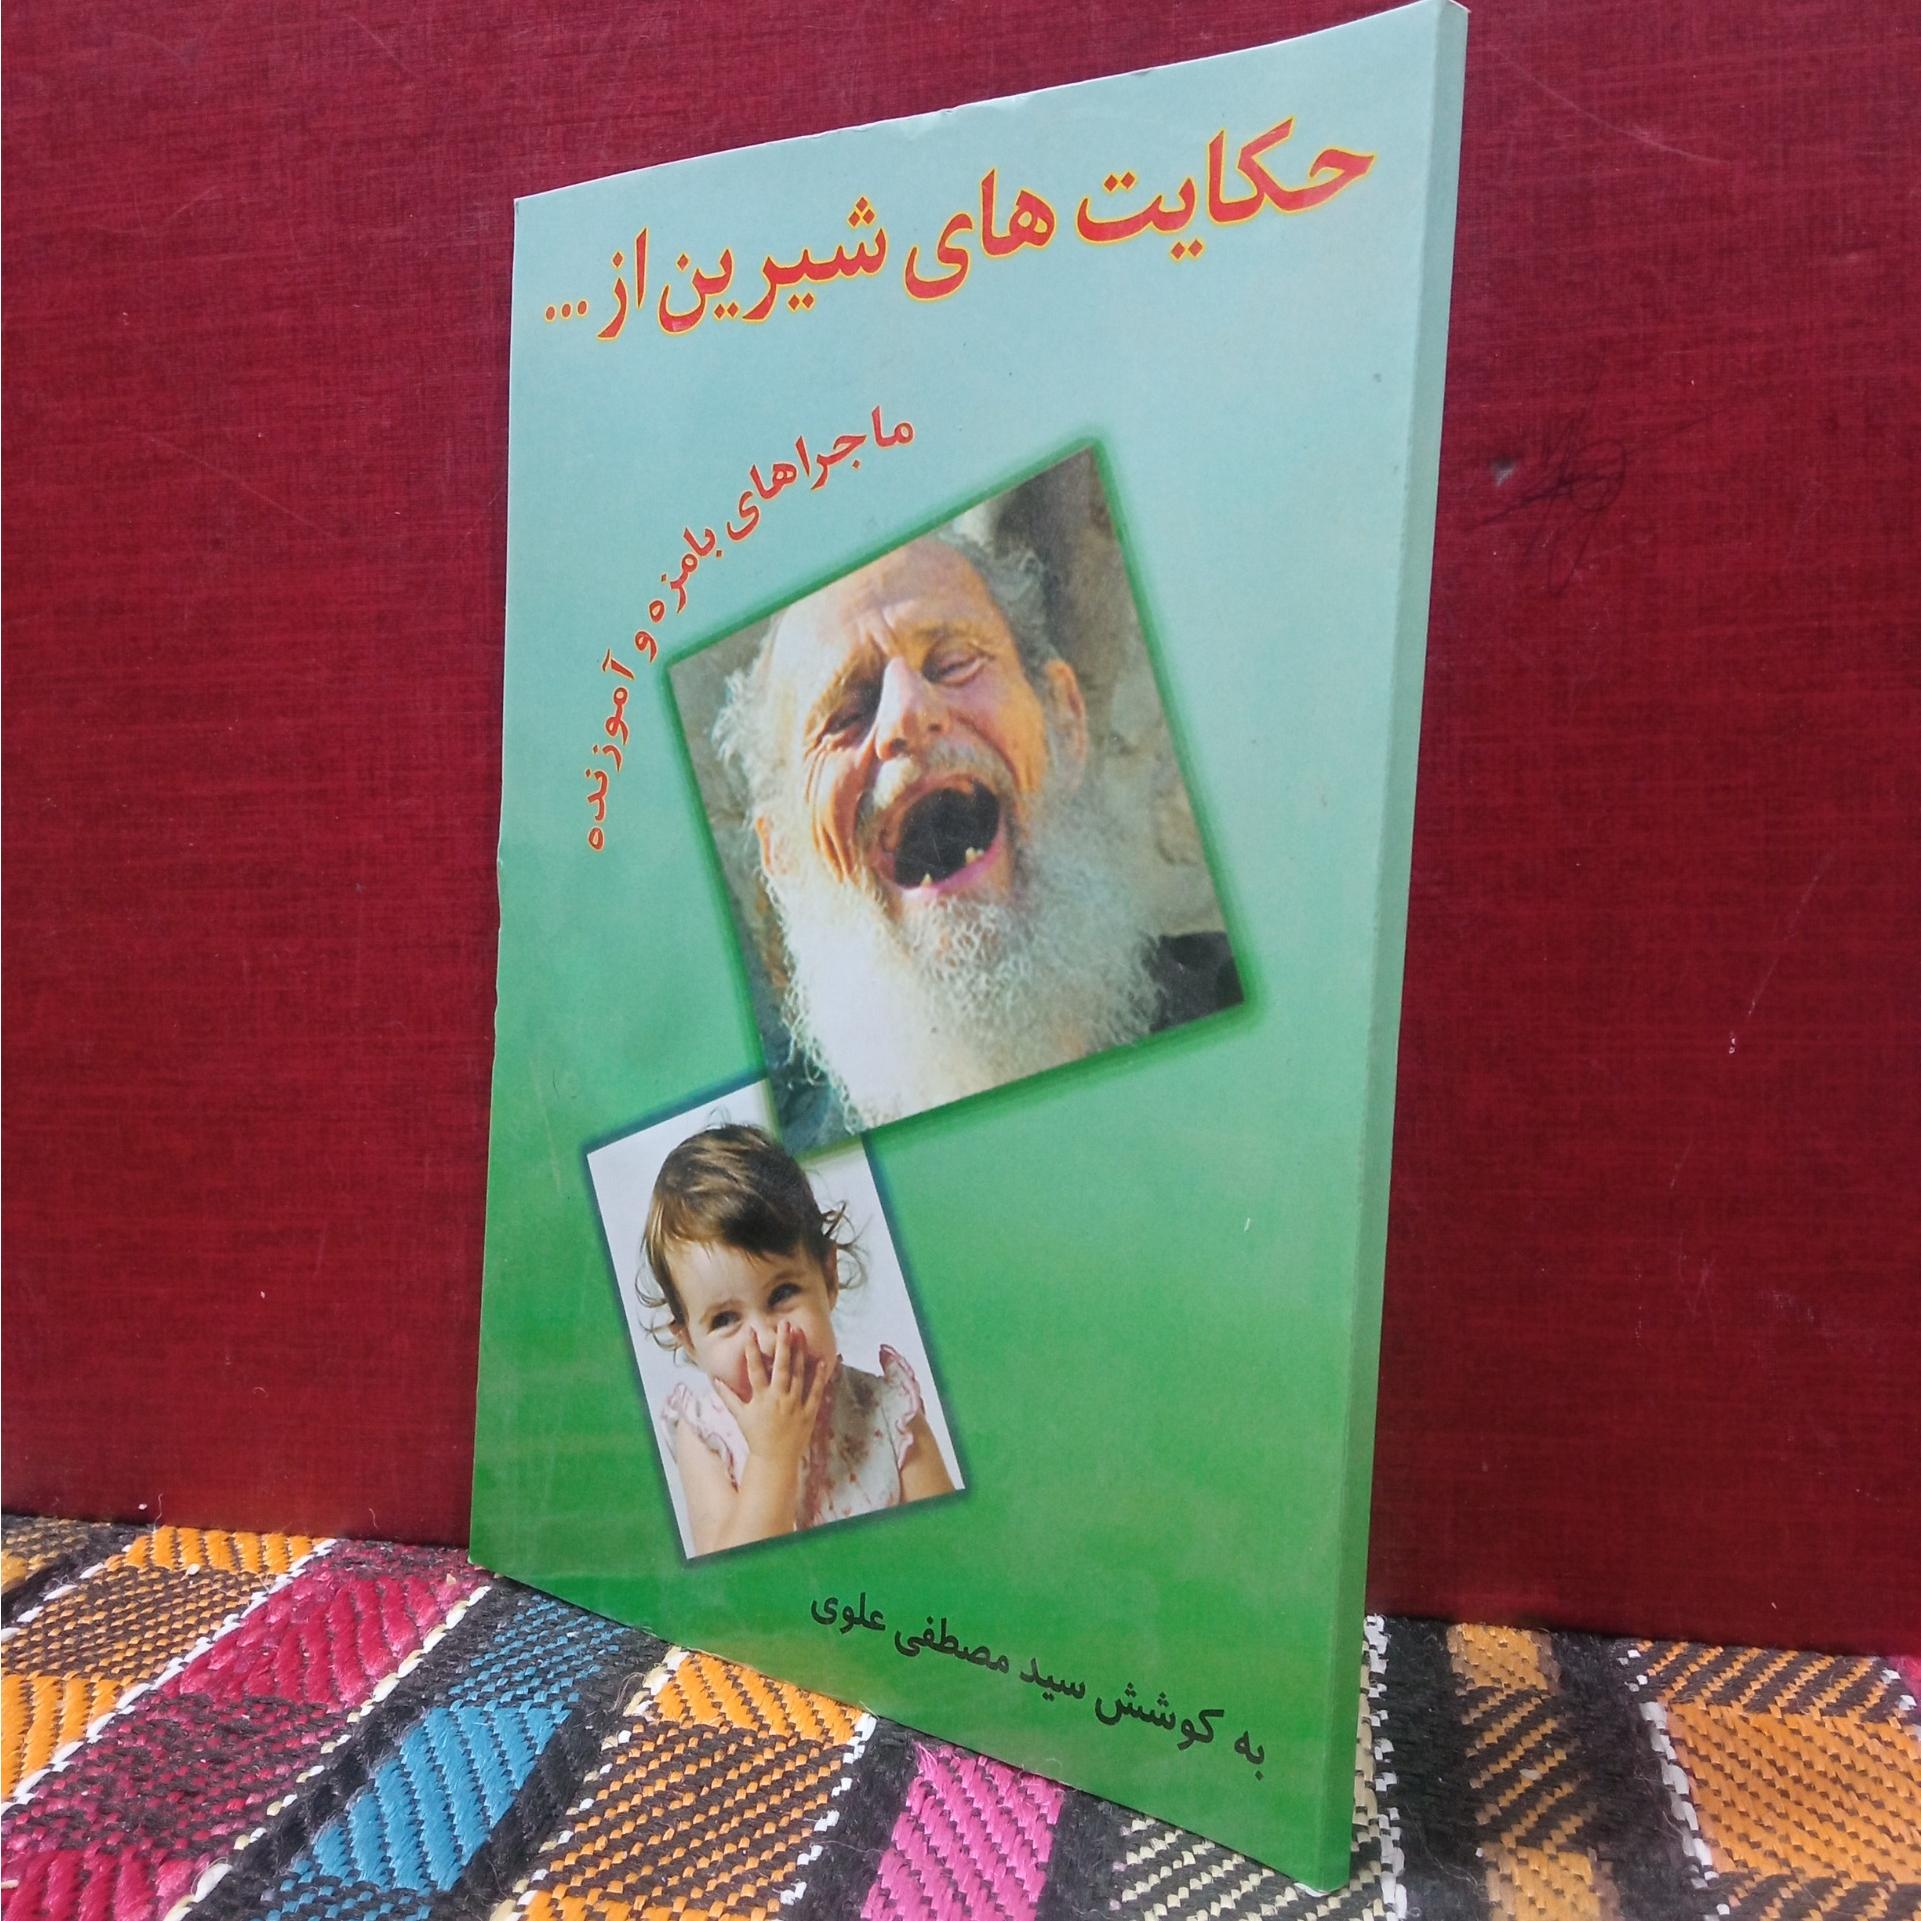 حکایت های شیرین از ...
ماجراهای بامزه و آموزنده
به کوشش سید مصطفی علوی